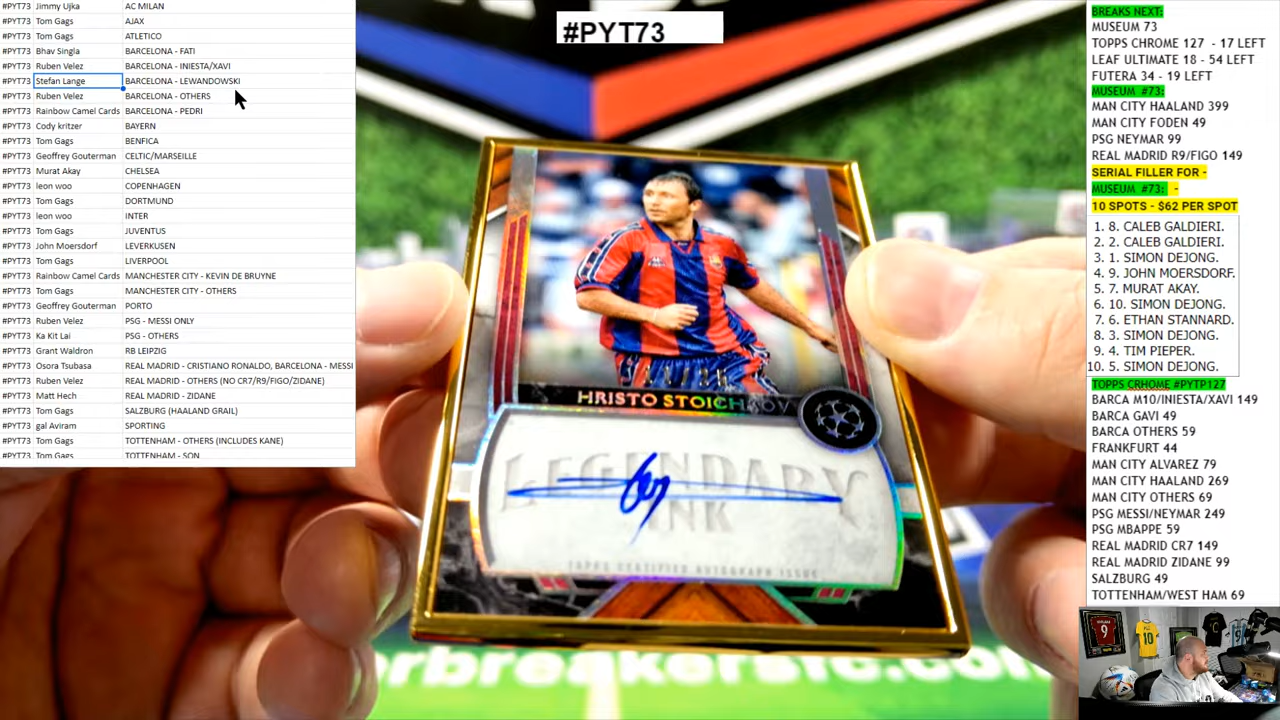 #PYT73 Jimmy Ujka AC MILAN
#PYT73 Tom Gags AJAX
#PYT73 Tom Gags ATLETICO
#PYT73 Bhav Singla BARCELONA - FATI
#PYT73 Ruben Velez BARCELONA - INIESTA/XAVI
#PYT73 Stefan Lange BARCELONA - LEWANDOWSKI
#PYT73 Ruben Velez BARCELONA - OTHERS
#PYT73 Rainbow Camel Cards BARCELONA - PEDRI
#PYT73 Cody kritzer BAYERN
#PYT73 Tom Gags BENFICA
#PYT73 Geoffrey Gouterman CELTIC/MARSEILLE
#PYT73 Murat Akay CHELSEA
#PYT73 leon woo COPENHAGEN
#PYT73 Tom Gags DORTMUND
#PYT73 leon woo INTER
#PYT73 Tom Gags JUVENTUS
#PYT73 John Moersdorf LEVERKUSEN
#PYT73 Tom Gags LIVERPOOL
#PYT73 Rainbow Camel Cards MANCHESTER CITY - KEVIN DE BRUYNE
#PYT73 Tom Gags MANCHESTER CITY - OTHERS
#PYT73 Geoffrey Gouterman PORTO
#PYT73 Ruben Velez PSG - MESSI ONLY
#PYT73 Ka Kit Lai PSG - OTHERS
#PYT73 Grant Waldron RB LEIPZIG
#PYT73 Osora Tsubasa REAL MADRID - CRISTIANO RONALDO, BARCELONA - MESSI
#PYT73 Ruben Velez REAL MADRID - OTHERS (NO CR7/R9/FIGO/ZIDANE)
#PYT73 Matt Hech REAL MADRID - ZIDANE
#PYT73 Tom Gags SALZBURG (HAALAND GRAIL)
#PYT73 gal Aviram SPORTING
#PYT73 Tom Gags TOTTENHAM - OTHERS (INCLUDES KANE)
#PYT73 Tom Gags TOTTENHAM - SON
#PYT73
HRISTO STOICHKOV
LEGENDARY
INK
TOPPS CERTIFIED AUTOGRAPH ISSUE
BREAKS NEXT:
MUSEUM 73
TOPPS CHROME 127 - 17 LEFT
LEAF ULTIMATE 18 - 54 LEFT
FUTERA 34 - 19 LEFT
MUSEUM #73:
MAN CITY HAALAND 399
MAN CITY FODEN 49
PSG NEYMAR 99
REAL MADRID R9/FIGO 149
SERIAL FILLER FOR -
MUSEUM #73: -
10 SPOTS - $62 PER SPOT
1. 8. CALEB GALDIERI.
2. 2. CALEB GALDIERI.
3. 1. SIMON DEJONG.
4. 9. JOHN MOERSDORF.
5. 7. MURAT AKAY.
6. 10. SIMON DEJONG.
7. 6. ETHAN STANNARD.
8. 3. SIMON DEJONG.
9. 4. TIM PIEPER.
10. 5. SIMON DEJONG.
TOPPS CRHOME #PYTP127
BARCA M10/INIESTA/XAVI 149
BARCA GAVI 49
BARCA OTHERS 59
FRANKFURT 44
MAN CITY ALVAREZ 79
MAN CITY HAALAND 269
MAN CITY OTHERS 69
PSG MESSI/NEYMAR 249
PSG MBAPPE 59
REAL MADRID CR7 149
REAL MADRID ZIDANE 99
SALZBURG 49
TOTTENHAM/WEST HAM 69